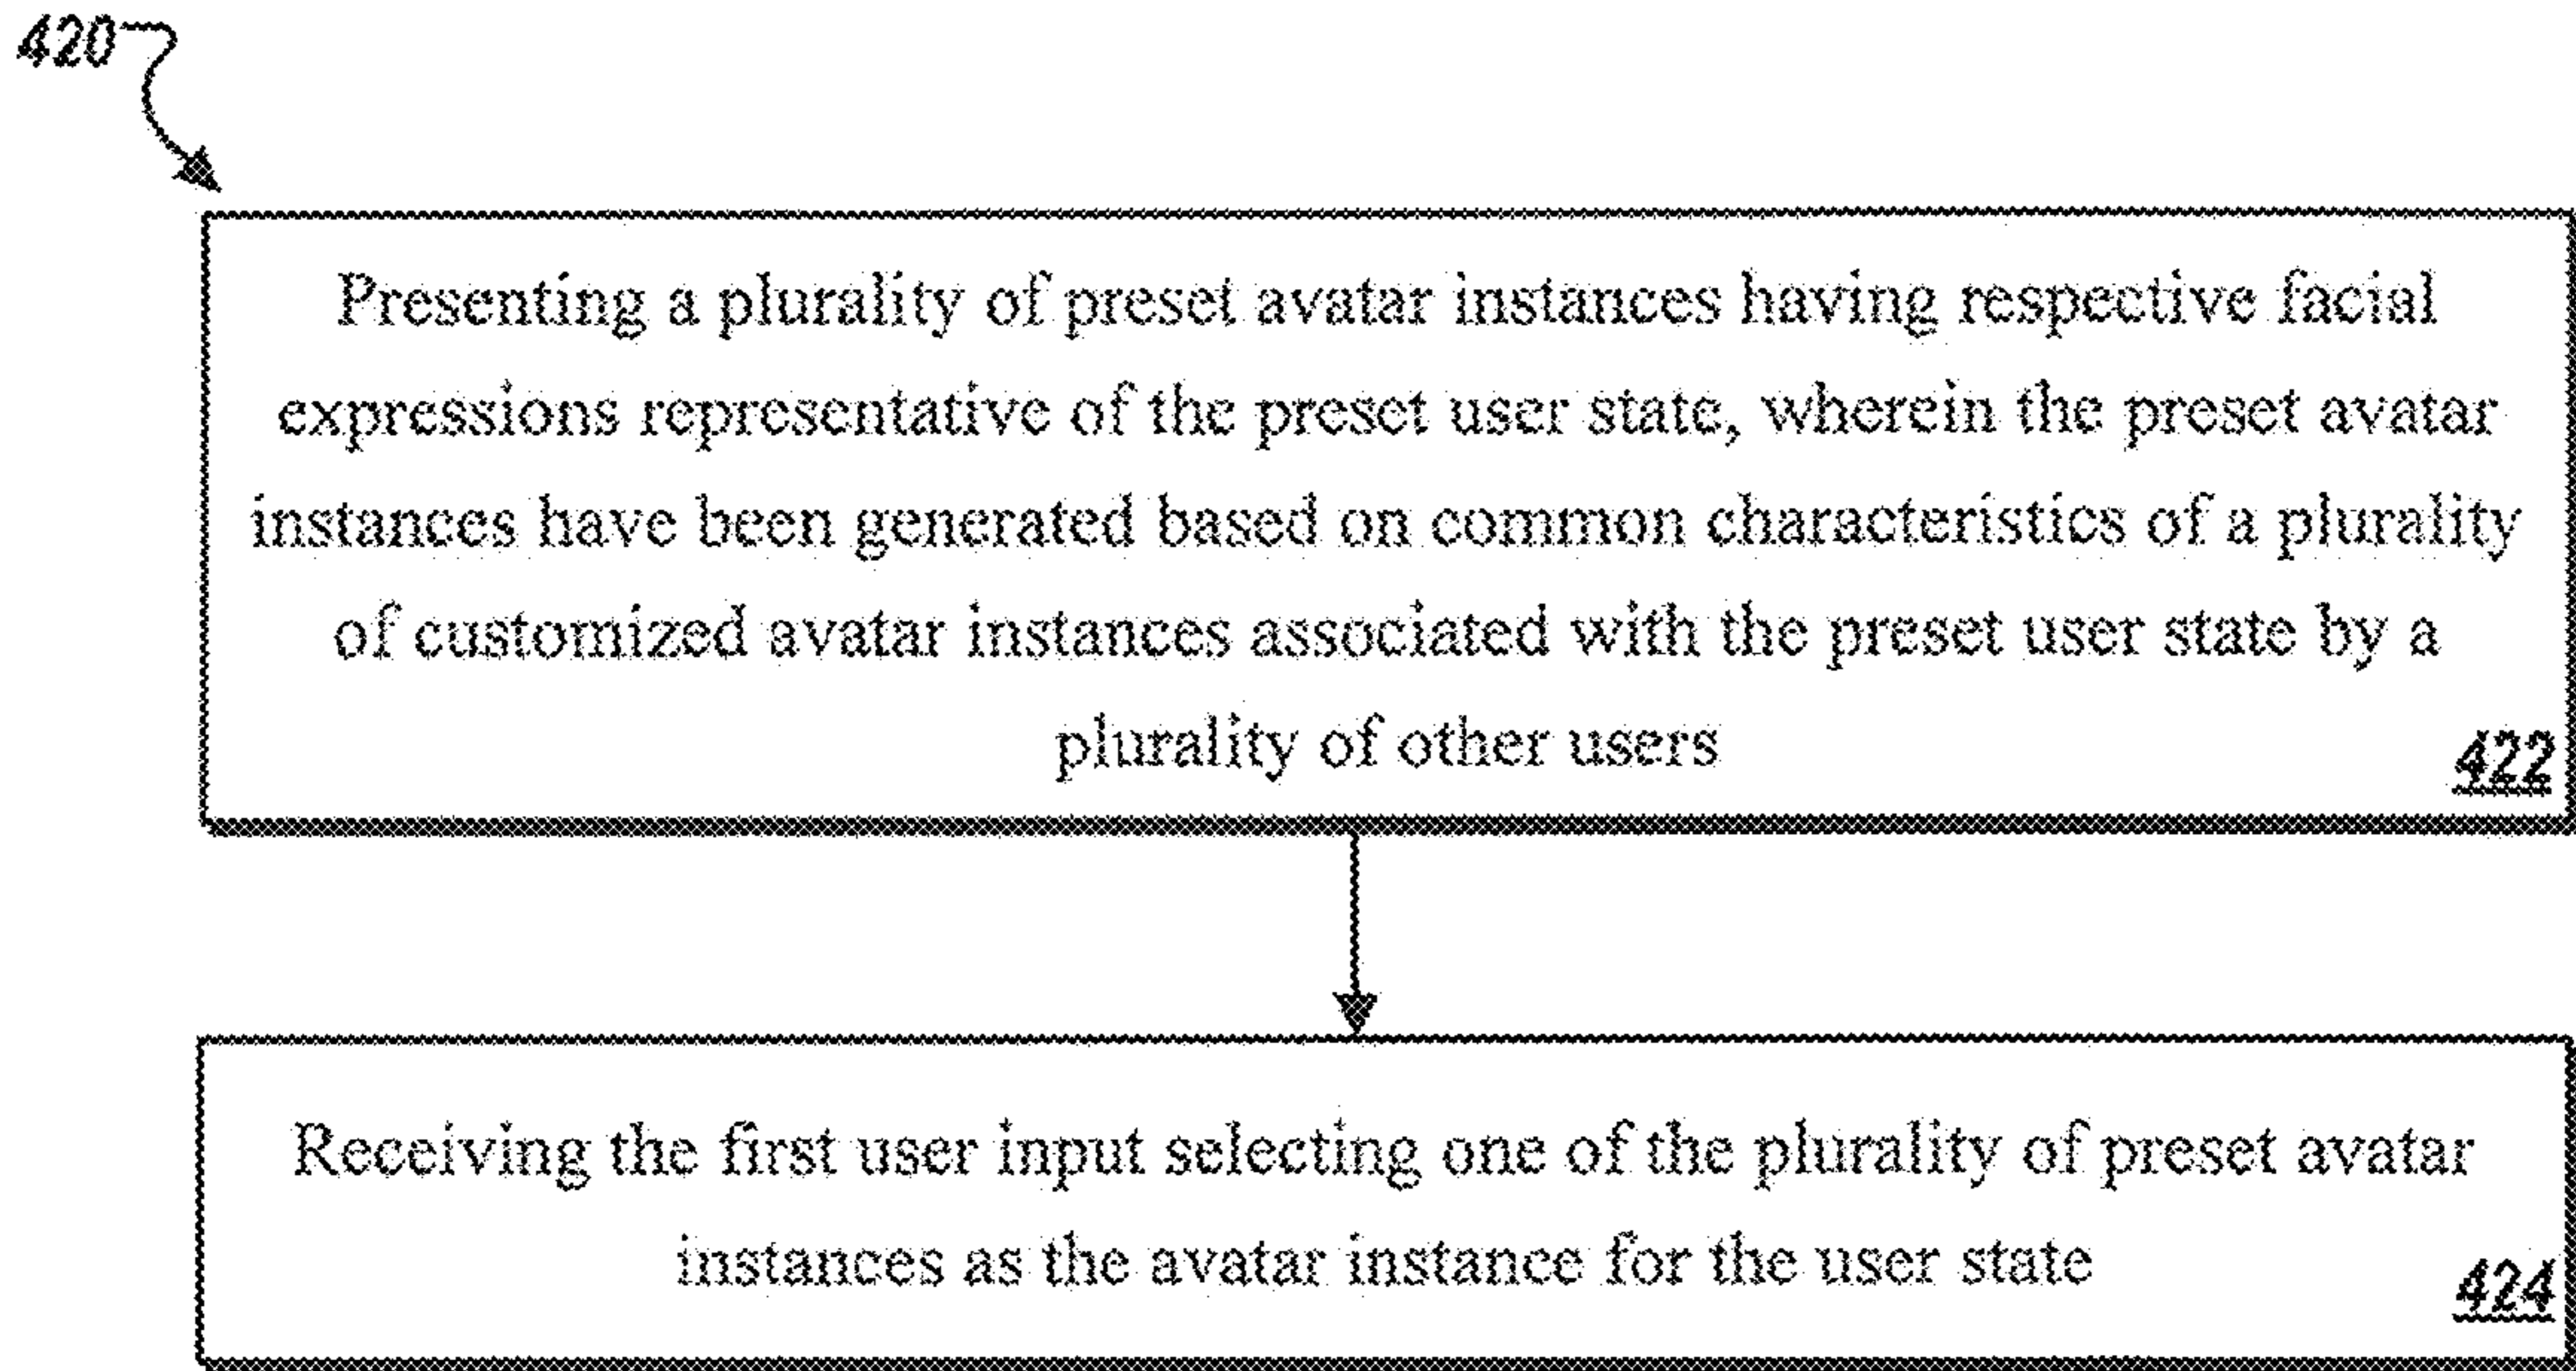 420
Presenting a plurality of preset avatar instances having respective facial
expressions representative of the preset user state, wherein the preset avatar
instances have been generated based on common characteristics of a plurality
of customized avatar instances associated with the preset user state by a
plurality of other users
422
Receiving the first user input selecting one of the plurality of preset avatar
instances as the avatar instance for the user state
424